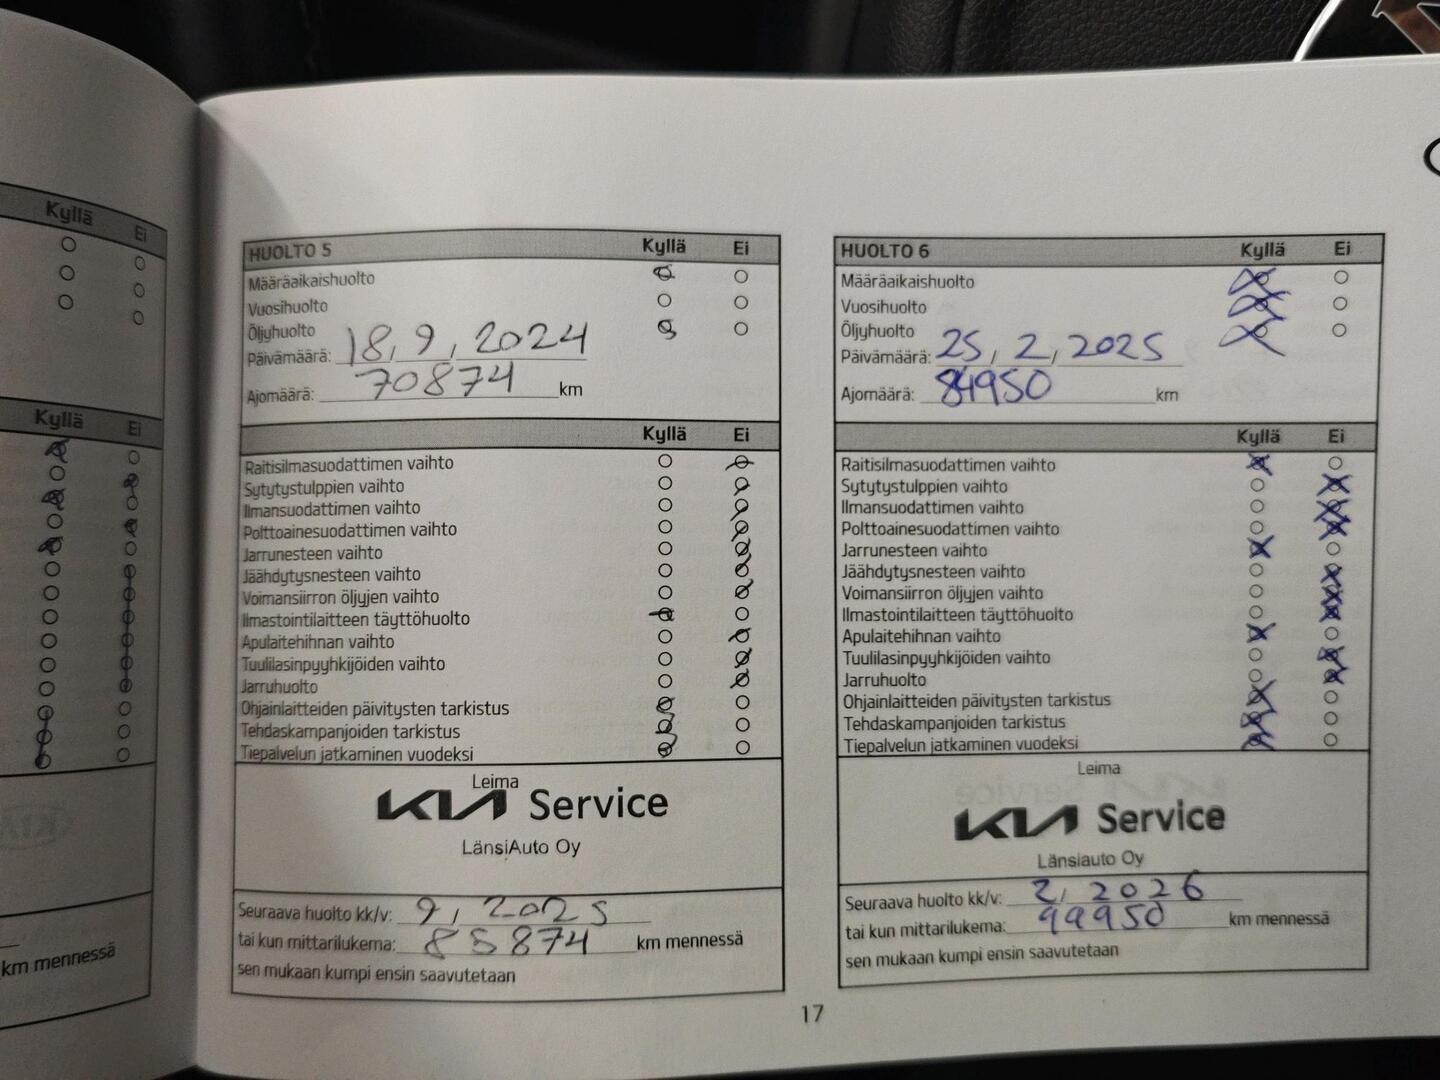 Kyllä Ei
Kyllä Ei
km mennessä
HUOLTO 5 Kyllä Ei
Määräaikaishuolto
Vuosihuolto
Öljyhuolto
Päivämäärä: 18, 9, 2024
Ajomäärä: 70874 km
Kyllä Ei
Raitisilmasuodattimen vaihto
Sytytystulppien vaihto
Ilmansuodattimen vaihto
Polttoainesuodattimen vaihto
Jarrunesteen vaihto
Jäähdytysnesteen vaihto
Voimansiirron öljyjen vaihto
Ilmastointilaitteen täyttöhuolto
Apulaitehihnan vaihto
Tuulilasinpyyhkijöiden vaihto
Jarruhuolto
Ohjainlaitteiden päivitysten tarkistus
Tehdaskampanjoiden tarkistus
Tiepalvelun jatkaminen vuodeksi
Leima
KIA Service
LänsiAuto Oy
Seuraava huolto kk/v: 9, 2025
tai kun mittarilukema: 85874 km mennessä
sen mukaan kumpi ensin saavutetaan
HUOLTO 6 Kyllä Ei
Määräaikaishuolto
Vuosihuolto
Öljyhuolto
Päivämäärä: 25, 2, 2025
Ajomäärä: 84950 km
Kyllä Ei
Raitisilmasuodattimen vaihto
Sytytystulppien vaihto
Ilmansuodattimen vaihto
Polttoainesuodattimen vaihto
Jarrunesteen vaihto
Jäähdytysnesteen vaihto
Voimansiirron öljyjen vaihto
Ilmastointilaitteen täyttöhuolto
Apulaitehihnan vaihto
Tuulilasinpyyhkijöiden vaihto
Jarruhuolto
Ohjainlaitteiden päivitysten tarkistus
Tehdaskampanjoiden tarkistus
Tiepalvelun jatkaminen vuodeksi
Leima
KIA Service
Länsiauto Oy
Seuraava huolto kk/v: 2, 2026
tai kun mittarilukema: 99950 km mennessä
sen mukaan kumpi ensin saavutetaan
17